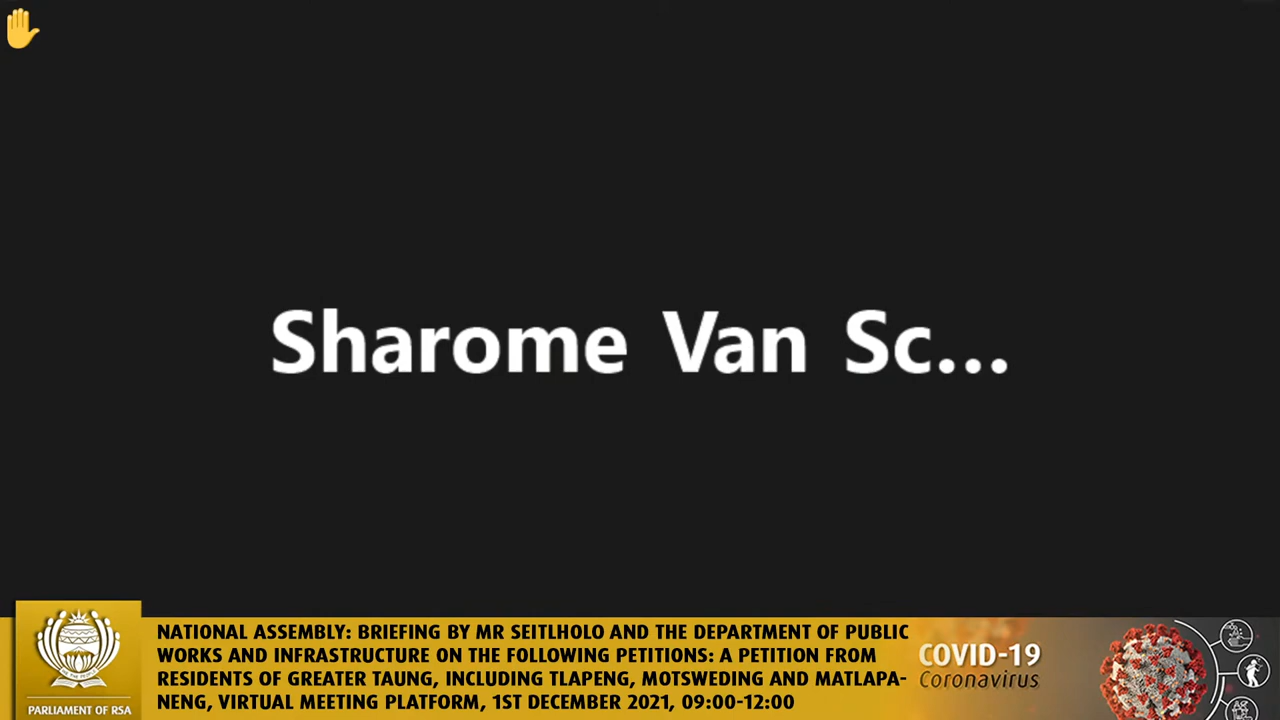 Sharome Van Sc...
NATIONAL ASSEMBLY: BRIEFING BY MR SEITLHOLO AND THE DEPARTMENT OF PUBLIC
WORKS AND INFRASTRUCTURE ON THE FOLLOWING PETITIONS: A PETITION FROM
RESIDENTS OF GREATER TAUNG, INCLUDING TLAPENG, MOTSWEDING AND MATLAPA-
NENG, VIRTUAL MEETING PLATFORM, 1ST DECEMBER 2021, 09:00-12:00
PARLIAMENT OF RSA
COVID-19
Coronavirus